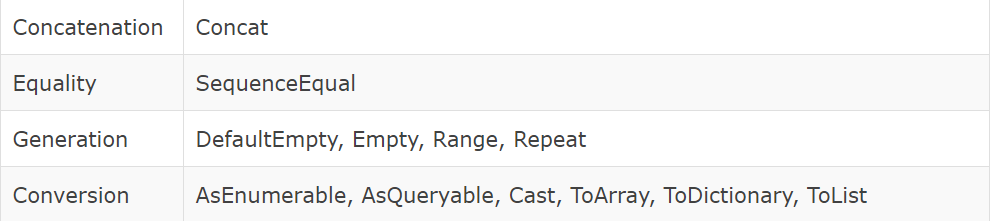 Concatenation Concat
Equality SequenceEqual
Generation DefaultEmpty, Empty, Range, Repeat
Conversion AsEnumerable, AsQueryable, Cast, ToArray, ToDictionary, ToList